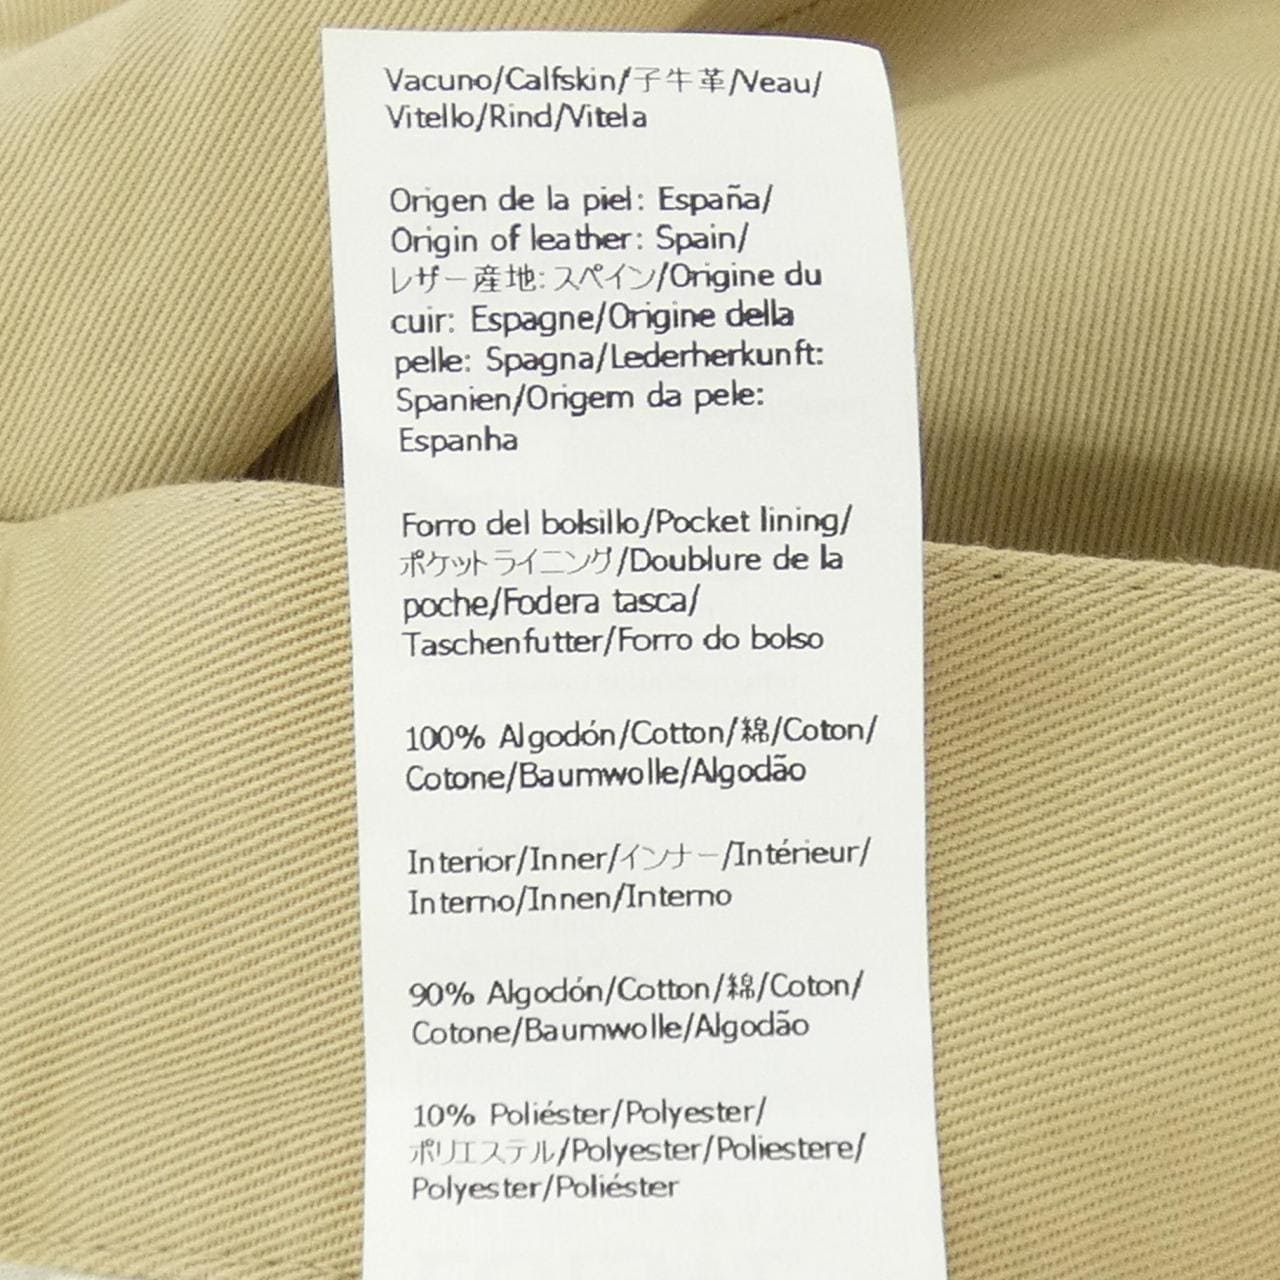 Vacuno/Calfskin/子牛革/Veau/
Vitello/Rind/Vitela
Origen de la piel: España/
Origin of leather: Spain/
レザー産地: スペイン/Origine du
cuir: Espagne/Origine della
pelle: Spagna/Lederherkunft:
Spanien/Origem da pele:
Espanha
Forro del bolsillo/Pocket lining/
ポケットライニング/Doublure de la
poche/Fodera tasca/
Taschenfutter/Forro do bolso
100% Algodón/Cotton/綿/Coton/
Cotone/Baumwolle/Algodão
Interior/Inner/インナー/Intérieur/
Interno/Innen/Interno
90% Algodón/Cotton/綿/Coton/
Cotone/Baumwolle/Algodão
10% Poliéster/Polyester/
ポリエステル/Polyester/Poliestere/
Polyester/Poliéster